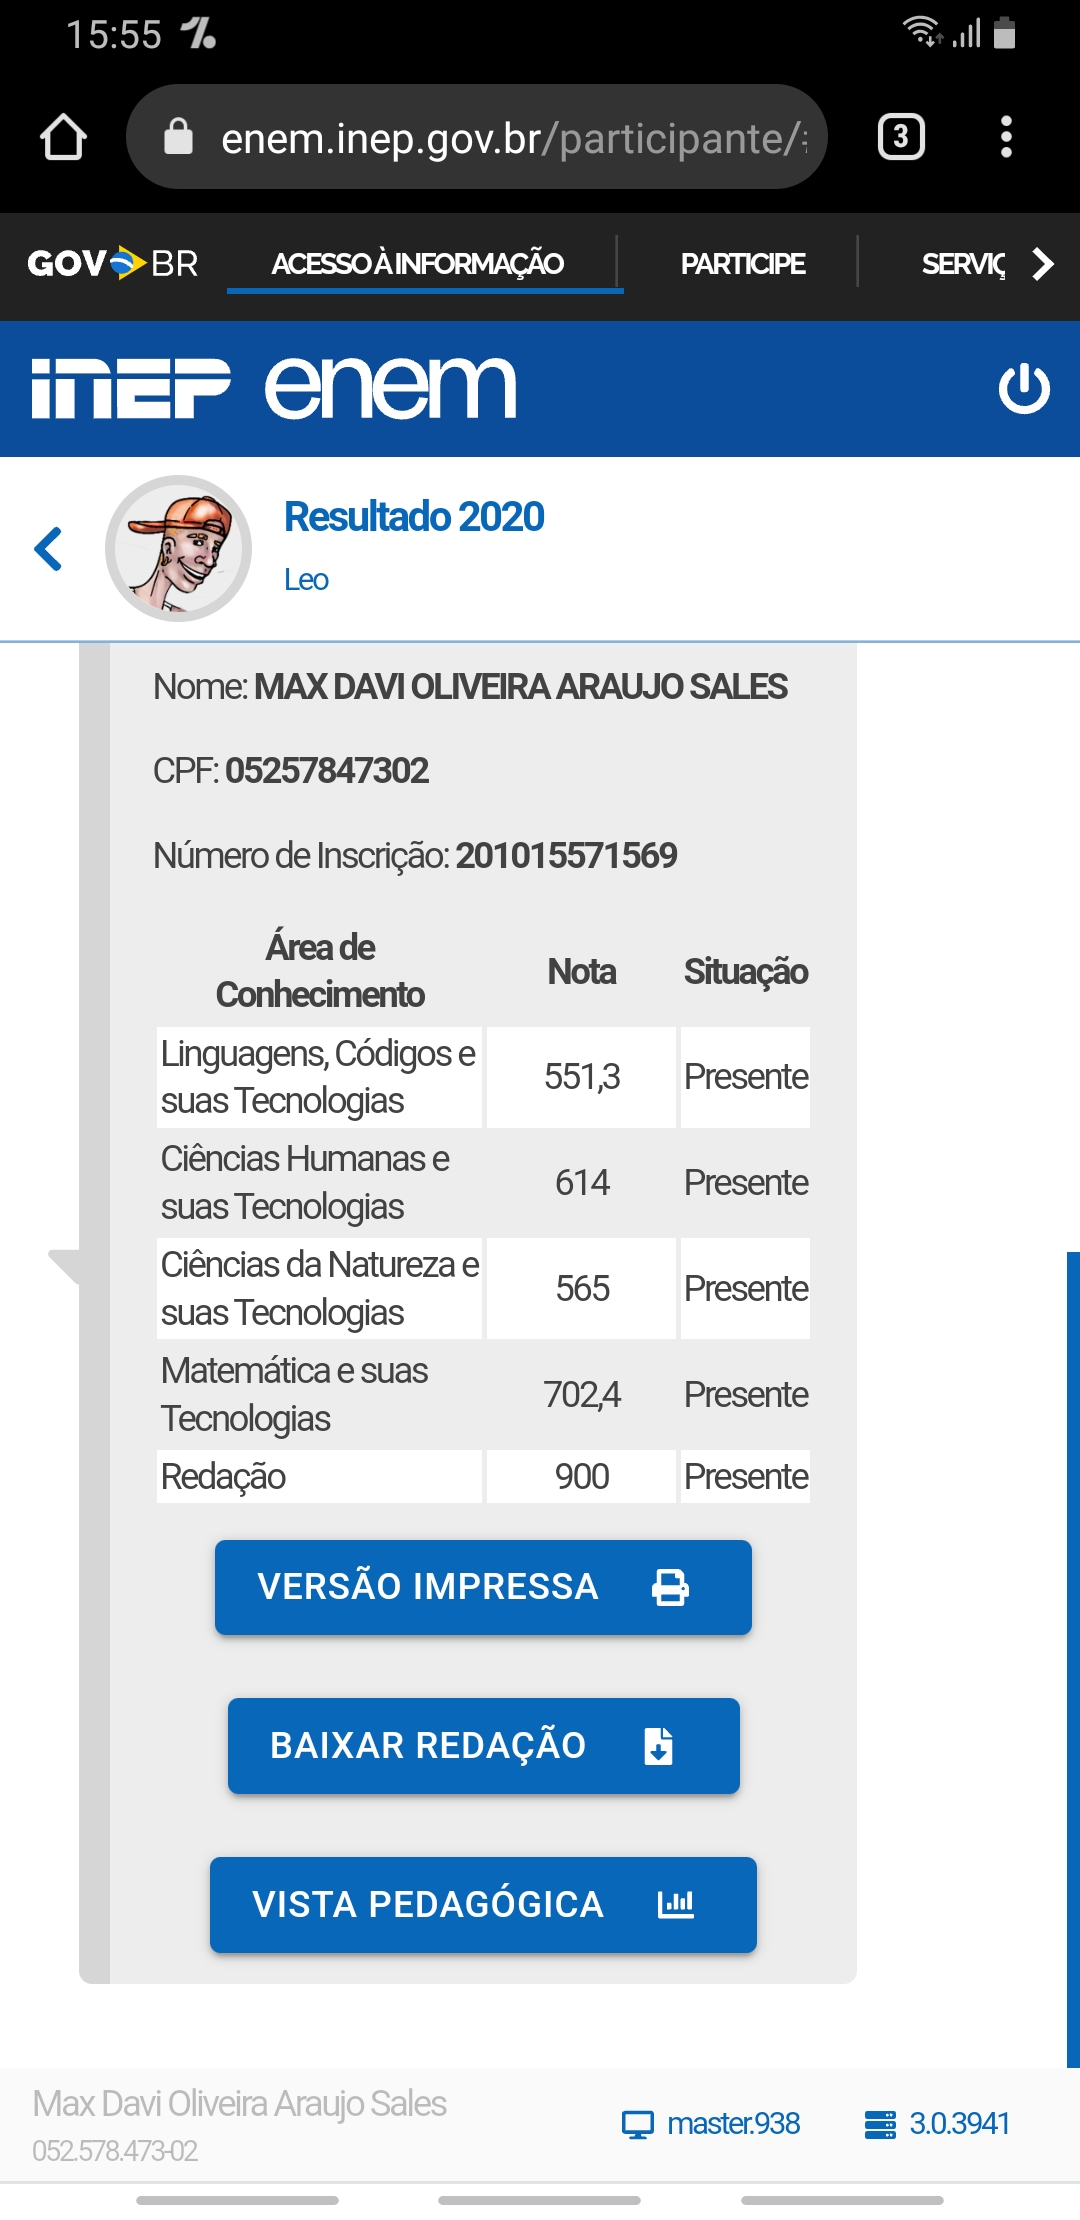 15:55
enem.inep.gov.br/participante/
3
GOV BR ACESSO À INFORMAÇÃO PARTICIPE SERVIÇ
inep enem
Resultado 2020
Leo
Nome: MAX DAVI OLIVEIRA ARAUJO SALES
CPF: 05257847302
Número de Inscrição: 201015571569
Área de
Conhecimento
Nota
Situação
Linguagens, Códigos e
suas Tecnologias
551,3
Presente
Ciências Humanas e
suas Tecnologias
614
Presente
Ciências da Natureza e
suas Tecnologias
565
Presente
Matemática e suas
Tecnologias
702,4
Presente
Redação
900
Presente
VERSÃO IMPRESSA
BAIXAR REDAÇÃO
VISTA PEDAGÓGICA
Max Davi Oliveira Araujo Sales
052.578.473-02
master.938
3.0.3941